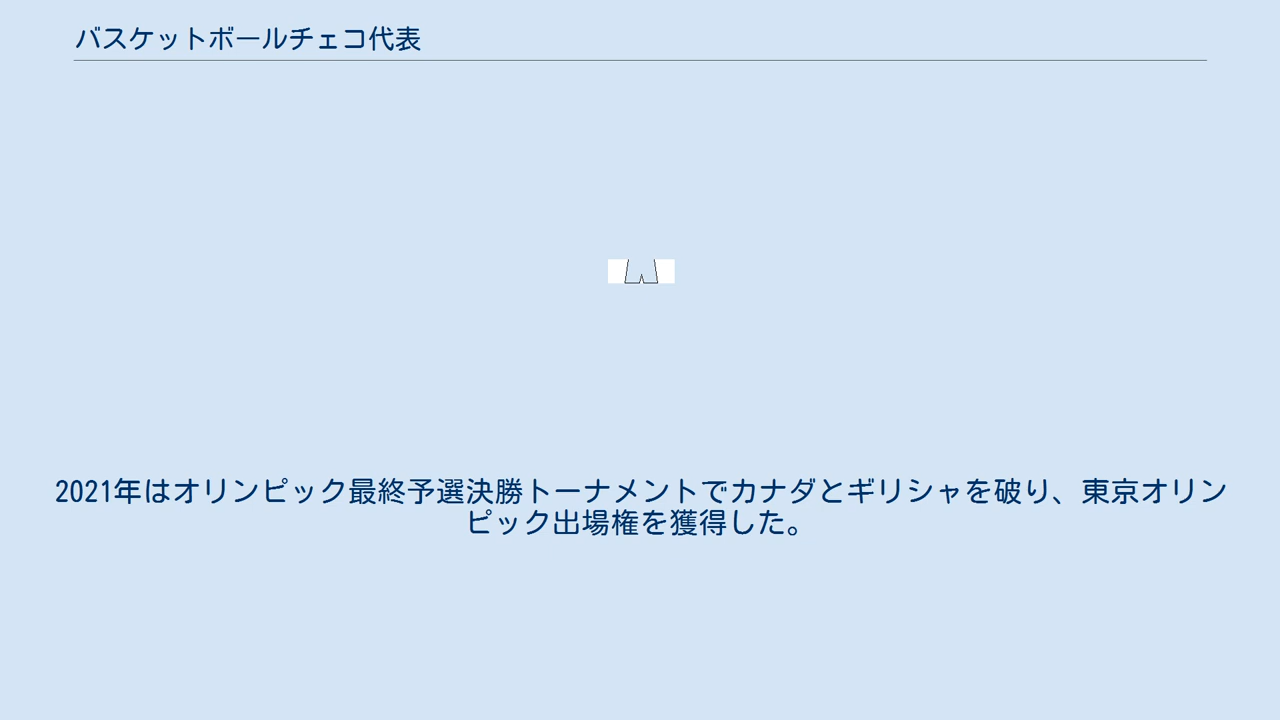 バスケットボールチェコ代表
2021年はオリンピック最終予選決勝トーナメントでカナダとギリシャを破り、東京オリン
ピック出場権を獲得した。